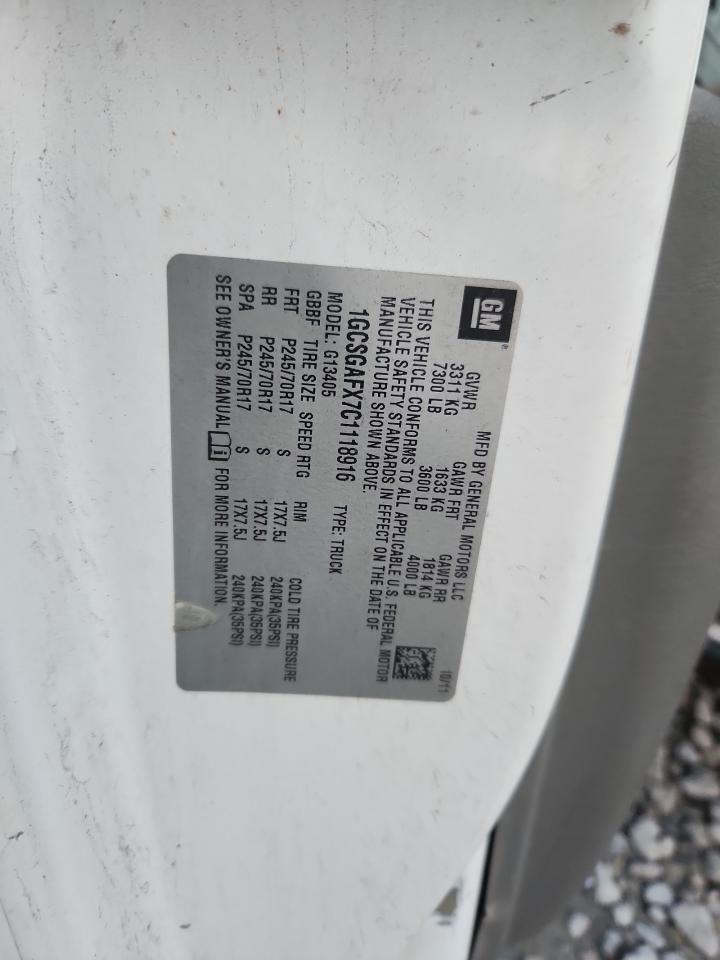 GM®
MFD BY GENERAL MOTORS LLC
10/11
GVWR GAWR FRT GAWR RR
3311 KG 1633 KG 1814 KG
7300 LB 3600 LB 4000 LB
THIS VEHICLE CONFORMS TO ALL APPLICABLE U.S. FEDERAL MOTOR
VEHICLE SAFETY STANDARDS IN EFFECT ON THE DATE OF
MANUFACTURE SHOWN ABOVE.
1GCSGAFX7C1118916 TYPE: TRUCK
MODEL: G13405
GBBF TIRE SIZE SPEED RTG RIM COLD TIRE PRESSURE
FRT P245/70R17 S 17X7.5J 240KPA(35PSI)
RR P245/70R17 S 17X7.5J 240KPA(35PSI)
SPA P245/70R17 S 17X7.5J 240KPA(35PSI)
SEE OWNER'S MANUAL i FOR MORE INFORMATION.